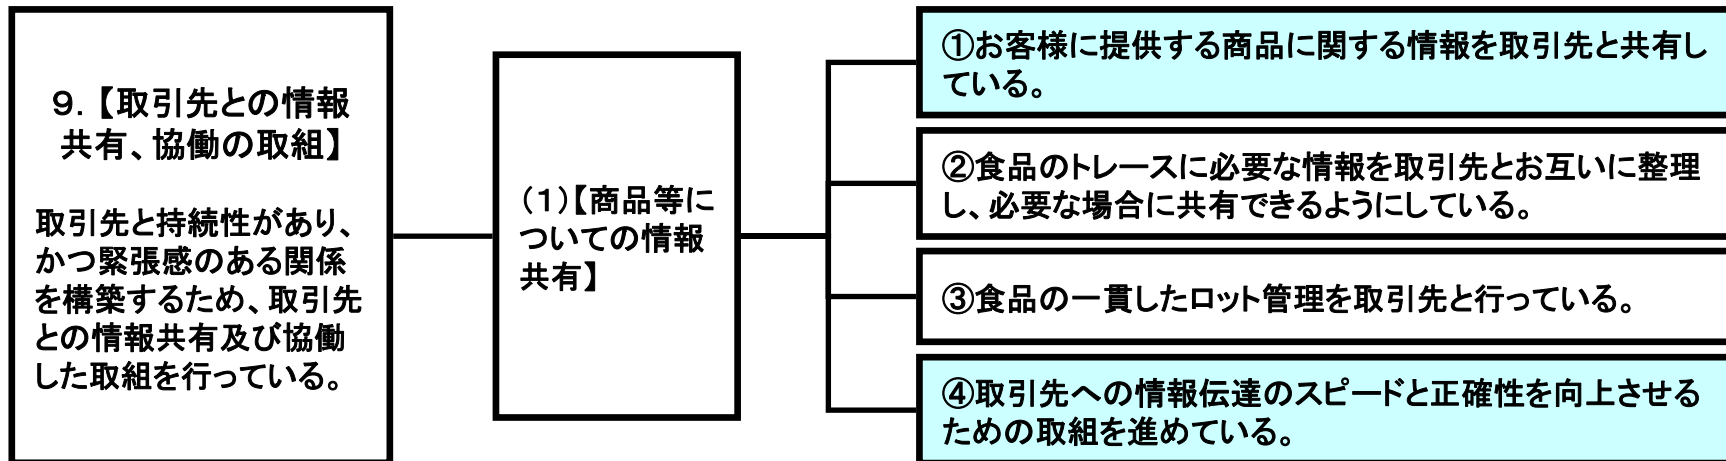 ９．【取引先との情報
共有、協働の取組】
取引先と持続性があり、
かつ緊張感のある関係
を構築するため、取引先
との情報共有及び協働
した取組を行っている。
（１）【商品等に
ついての情報
共有】
①お客様に提供する商品に関する情報を取引先と共有し
ている。
②食品のトレースに必要な情報を取引先とお互いに整理
し、必要な場合に共有できるようにしている。
③食品の一貫したロット管理を取引先と行っている。
④取引先への情報伝達のスピードと正確性を向上させる
ための取組を進めている。